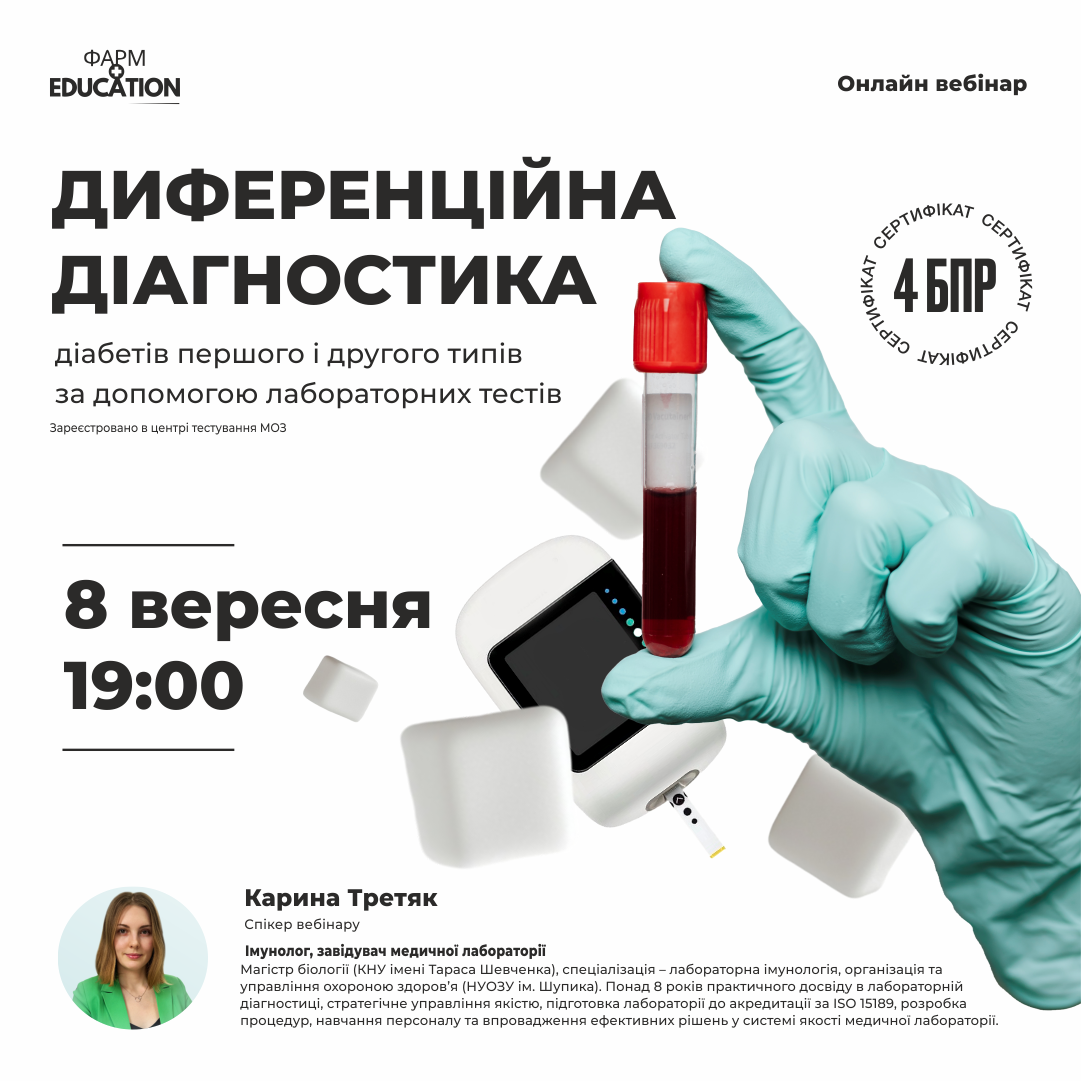 ФАРМ
EDUCATION
Онлайн вебінар
ДИФЕРЕНЦІЙНА
ДІАГНОСТИКА
діабетів першого і другого типів
за допомогою лабораторних тестів
Зареєстровано в центрі тестування МОЗ
СЕРТИФІКАТ СЕРТИФІКАТ СЕРТИФІКАТ СЕРТИФІКАТ
4 БПР
8 вересня
19:00
Карина Третяк
Спікер вебінару
Імунолог, завідувач медичної лабораторії
Магістр біології (КНУ імені Тараса Шевченка), спеціалізація – лабораторна імунологія, організація та
управління охороною здоров’я (НУОЗУ ім. Шупика). Понад 8 років практичного досвіду в лабораторній
діагностиці, стратегічне управління якістю, підготовка лабораторії до акредитації за ISO 15189, розробка
процедур, навчання персоналу та впровадження ефективних рішень у системі якості медичної лабораторії.